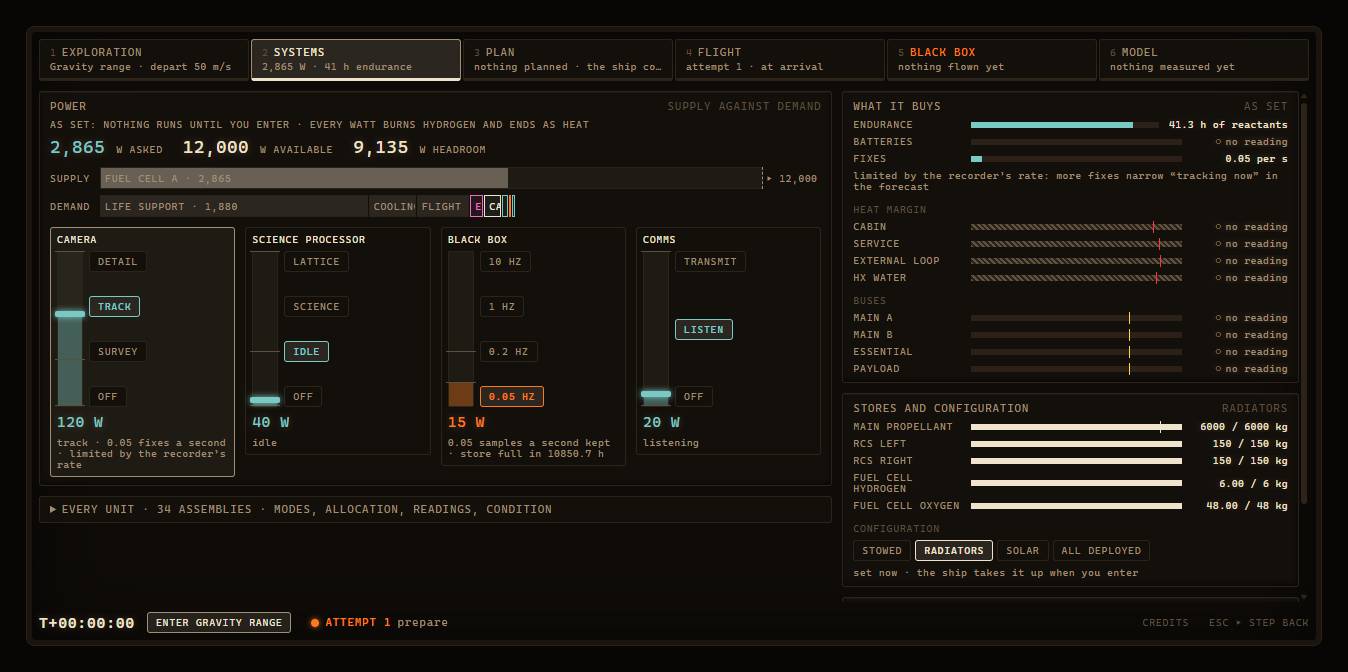 1 EXPLORATION
Gravity range · depart 50 m/s
2 SYSTEMS
2,865 W · 41 h endurance
3 PLAN
nothing planned · the ship co…
4 FLIGHT
attempt 1 · at arrival
5 BLACK BOX
nothing flown yet
6 MODEL
nothing measured yet
POWER
SUPPLY AGAINST DEMAND
AS SET: NOTHING RUNS UNTIL YOU ENTER · EVERY WATT BURNS HYDROGEN AND ENDS AS HEAT
2,865 W ASKED 12,000 W AVAILABLE 9,135 W HEADROOM
SUPPLY FUEL CELL A · 2,865 ▸ 12,000
DEMAND LIFE SUPPORT · 1,880 COOLIN FLIGHT E CA
CAMERA
DETAIL
TRACK
SURVEY
OFF
120 W
track · 0.05 fixes a second
· limited by the recorder's
rate
SCIENCE PROCESSOR
LATTICE
SCIENCE
IDLE
OFF
40 W
idle
BLACK BOX
10 HZ
1 HZ
0.2 HZ
0.05 HZ
15 W
0.05 samples a second kept
· store full in 10850.7 h
COMMS
TRANSMIT
LISTEN
OFF
20 W
listening
▶ EVERY UNIT · 34 ASSEMBLIES · MODES, ALLOCATION, READINGS, CONDITION
WHAT IT BUYS
AS SET
ENDURANCE 41.3 h of reactants
BATTERIES ○ no reading
FIXES 0.05 per s
limited by the recorder's rate: more fixes narrow “tracking now” in
the forecast
HEAT MARGIN
CABIN ○ no reading
SERVICE ○ no reading
EXTERNAL LOOP ○ no reading
HX WATER ○ no reading
BUSES
MAIN A ○ no reading
MAIN B ○ no reading
ESSENTIAL ○ no reading
PAYLOAD ○ no reading
STORES AND CONFIGURATION
RADIATORS
MAIN PROPELLANT 6000 / 6000 kg
RCS LEFT 150 / 150 kg
RCS RIGHT 150 / 150 kg
FUEL CELL
HYDROGEN 6.00 / 6 kg
FUEL CELL OXYGEN 48.00 / 48 kg
CONFIGURATION
STOWED RADIATORS SOLAR ALL DEPLOYED
set now · the ship takes it up when you enter
T+00:00:00 ENTER GRAVITY RANGE ● ATTEMPT 1 prepare
CREDITS ESC ▸ STEP BACK